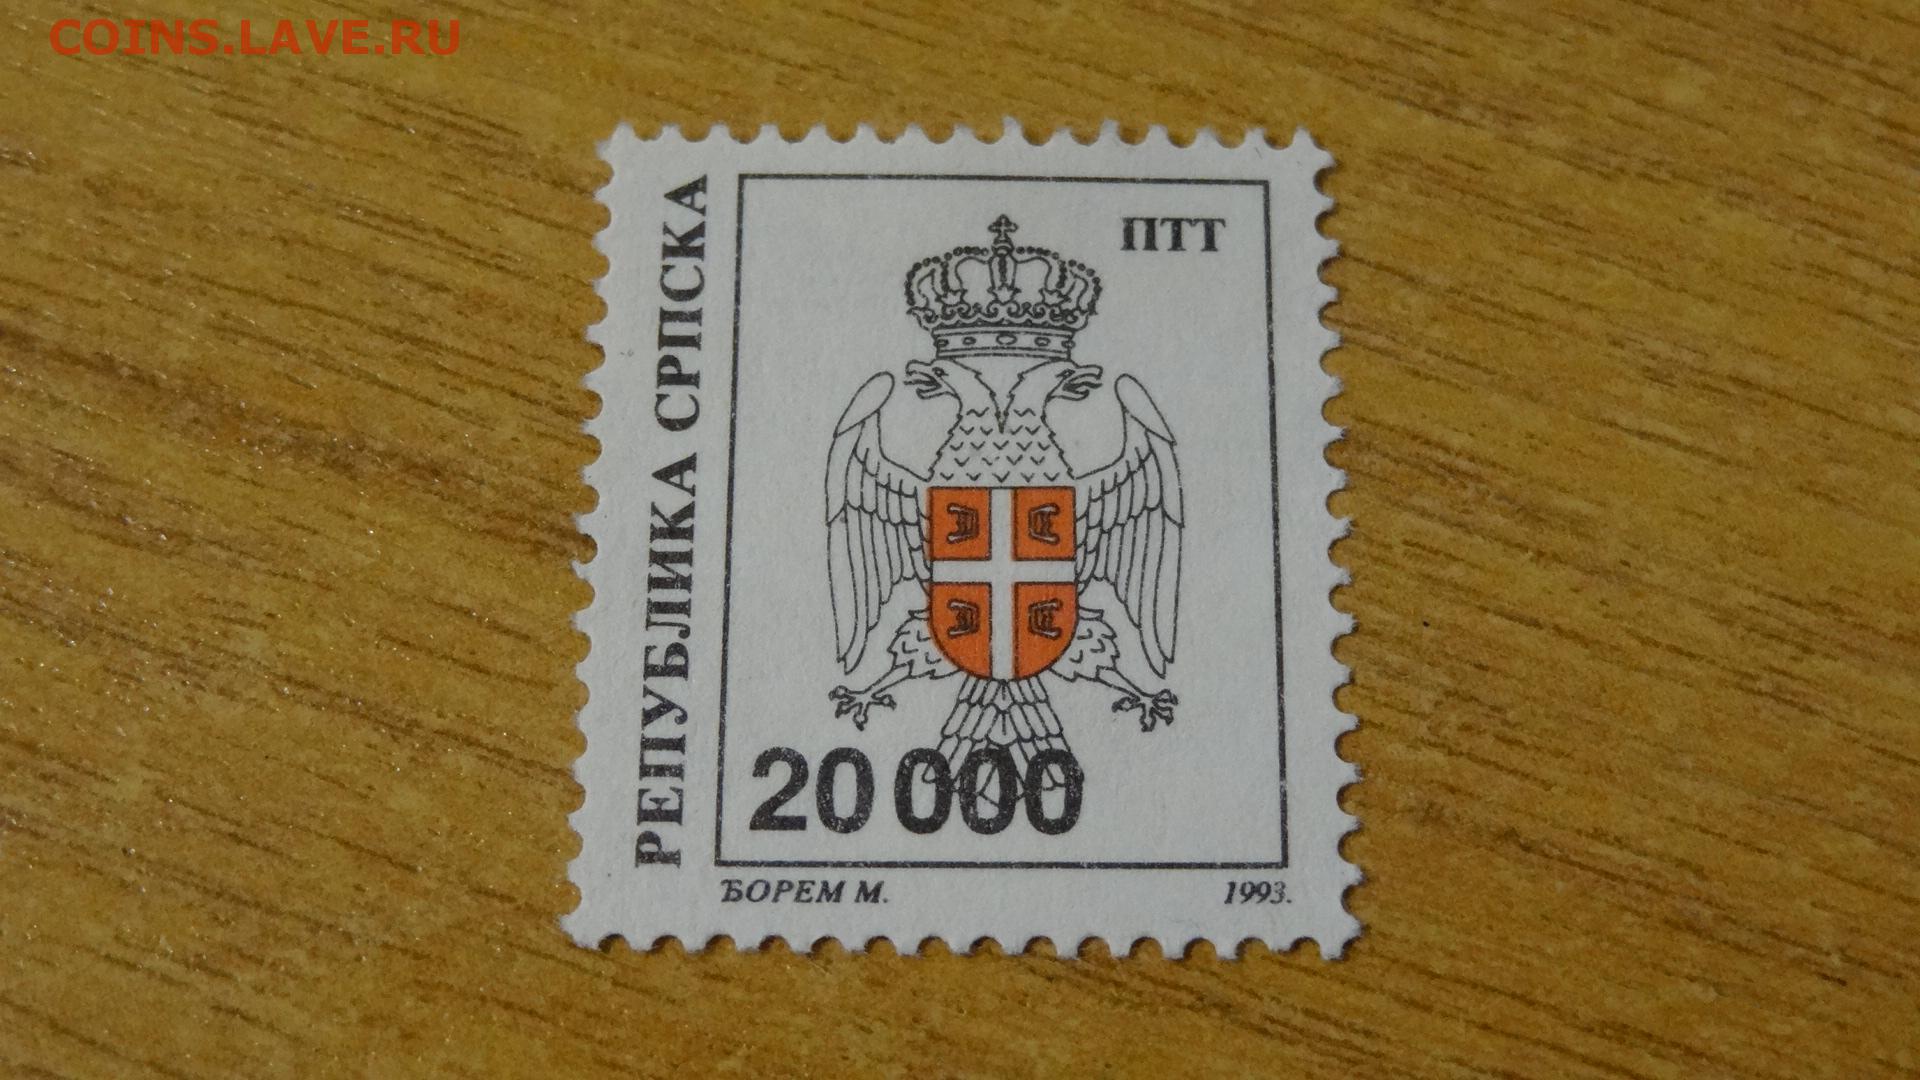 COINS.LAVE.RU
РЕПУБЛИКА СРПСКА
ПТТ
20 000
ЂОРЕМ М.
1993.